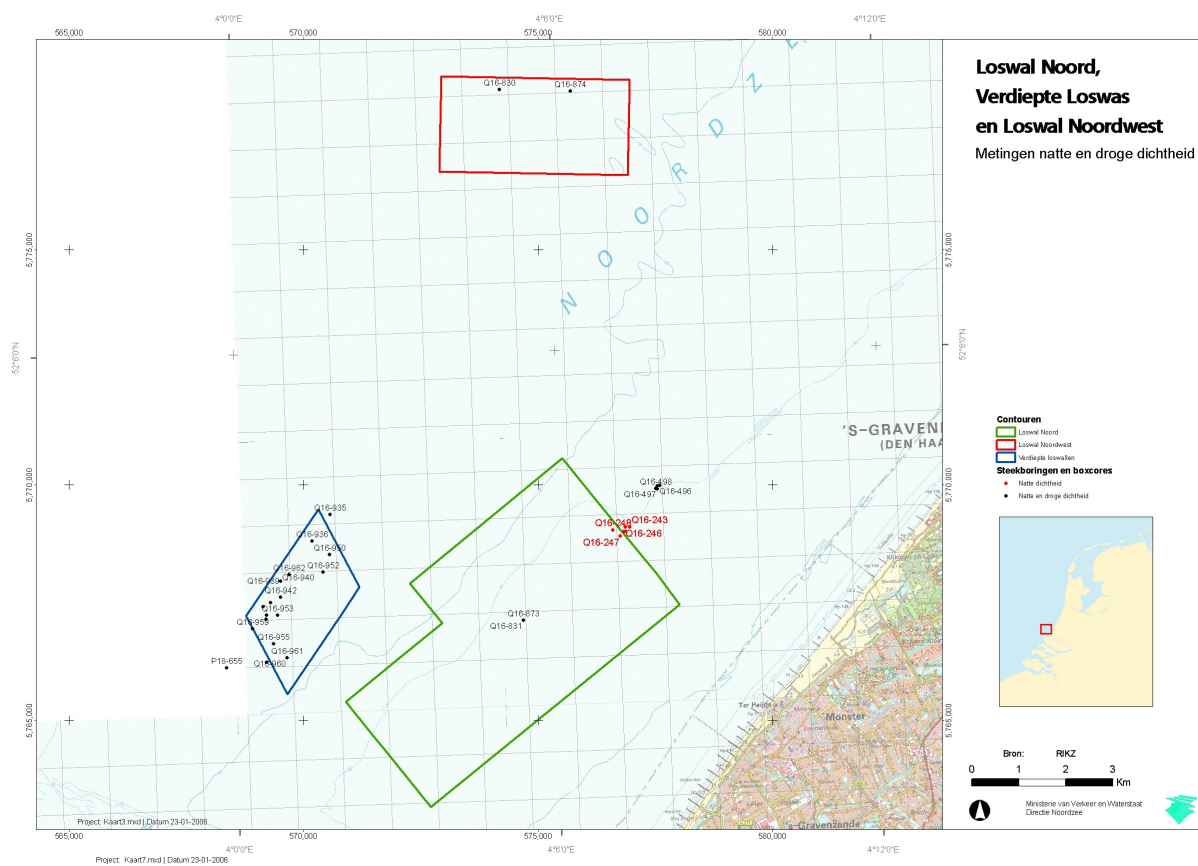 4°0'0"E
4°6'0"E
4°12'0"E
565,000
570,000
575,000
580,000
Loswal Noord,
Verdiepte Loswas
en Loswal Noordwest
Metingen natte en droge dichtheid
Q16-830
Q16-874
N O O R D Z E
5,775,000
5,775,000
52°6'0"N
52°6'0"N
'S-GRAVEN
(DEN HAA
Contouren
Loswal Noord
Loswal Noordwest
Verdiepte loswallen
Steekboringen en boxcores
Natte dichtheid
Natte en droge dichtheid
5,770,000
5,770,000
Q16-498
Q16-497
Q16-496
Q16-248
Q16-243
Q16-246
Q16-247
Q16-935
Q16-936
Q16-950
Q16-962
Q16-952
Q16-939
Q16-940
Q16-942
Q16-953
Q16-959
Q16-955
Q16-961
Q16-960
P18-655
Q16-873
Q16-831
5,765,000
5,765,000
Ter Heijde
Monster
's-Gravenzande
Bron:
RIKZ
0 1 2 3
Km
Ministerie van Verkeer en Waterstaat
Directie Noordzee
Project: Kaart3.mxd | Datum 23-01-2006
565,000
570,000
575,000
580,000
4°0'0"E
4°6'0"E
4°12'0"E
Project: Kaart7.mxd | Datum 23-01-2006